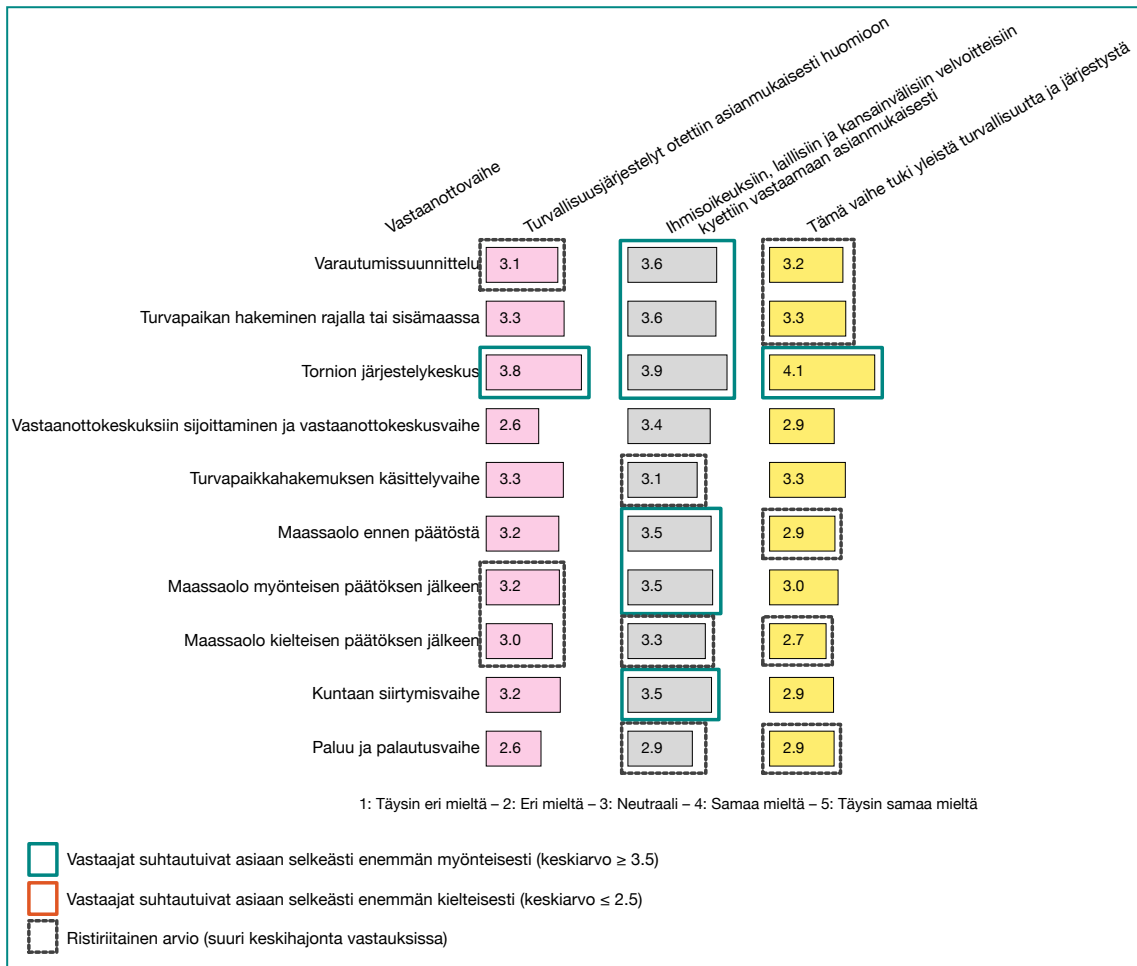 Vastaanottovaihe
Turvallisuusjärjestelyt otettiin asianmukaisesti huomioon
Ihmisoikeuksiin, laillisiin ja kansainvälisiin velvoitteisiin
kyettiin vastaamaan asianmukaisesti
Tämä vaihe tuki yleistä turvallisuutta ja järjestystä
Varautumissuunnittelu 3.1 3.6 3.2
Turvapaikan hakeminen rajalla tai sisämaassa 3.3 3.6 3.3
Tornion järjestelykeskus 3.8 3.9 4.1
Vastaanottokeskuksiin sijoittaminen ja vastaanottokeskusvaihe 2.6 3.4 2.9
Turvapaikkahakemuksen käsittelyvaihe 3.3 3.1 3.3
Maassaolo ennen päätöstä 3.2 3.5 2.9
Maassaolo myönteisen päätöksen jälkeen 3.2 3.5 3.0
Maassaolo kielteisen päätöksen jälkeen 3.0 3.3 2.7
Kuntaan siirtymisvaihe 3.2 3.5 2.9
Paluu ja palautusvaihe 2.6 2.9 2.9
1: Täysin eri mieltä – 2: Eri mieltä – 3: Neutraali – 4: Samaa mieltä – 5: Täysin samaa mieltä
Vastaajat suhtautuivat asiaan selkeästi enemmän myönteisesti (keskiarvo ≥ 3.5)
Vastaajat suhtautuivat asiaan selkeästi enemmän kielteisesti (keskiarvo ≤ 2.5)
Ristiriitainen arvio (suuri keskihajonta vastauksissa)